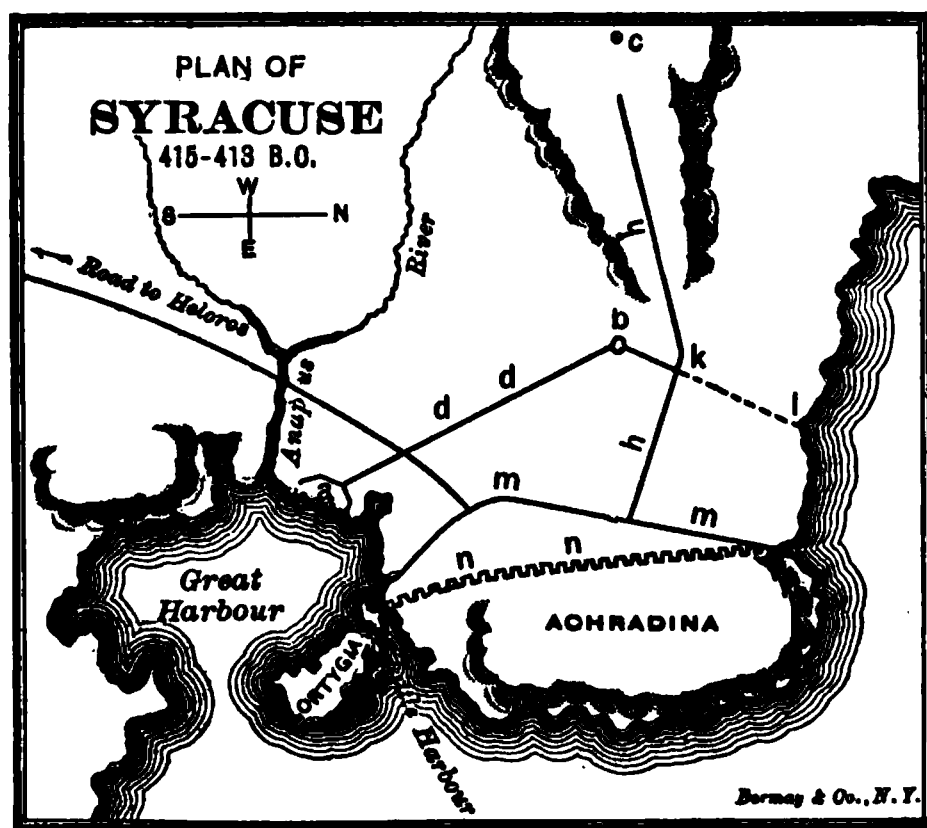 PLAN OF
SYRACUSE
415-413 B.C.
W
S N
E
c
Road to Heloros
River
h
b
k
l
d d
h
Anapus
a
m
m
n n
Great
Harbour
ACHRADINA
ORTYGIA
Harbour
Bormay & Co., N. Y.